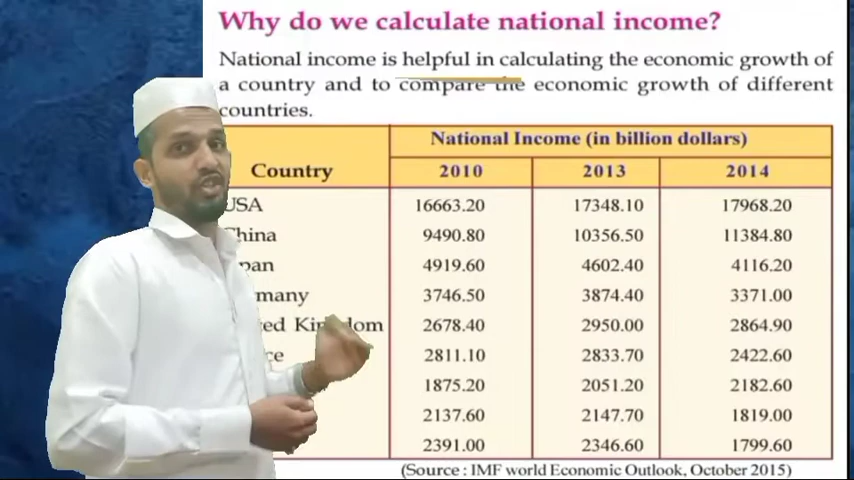 Why do we calculate national income?
National income is helpful in calculating the economic growth of
a country and to compare the economic growth of different
countries.
National Income (in billion dollars)
Country 2010 2013 2014
USA 16663.20 17348.10 17968.20
China 9490.80 10356.50 11384.80
4919.60 4602.40 4116.20
3746.50 3874.40 3371.00
2678.40 2950.00 2864.90
2811.10 2833.70 2422.60
1875.20 2051.20 2182.60
2137.60 2147.70 1819.00
2391.00 2346.60 1799.60
(Source : IMF world Economic Outlook, October 2015)